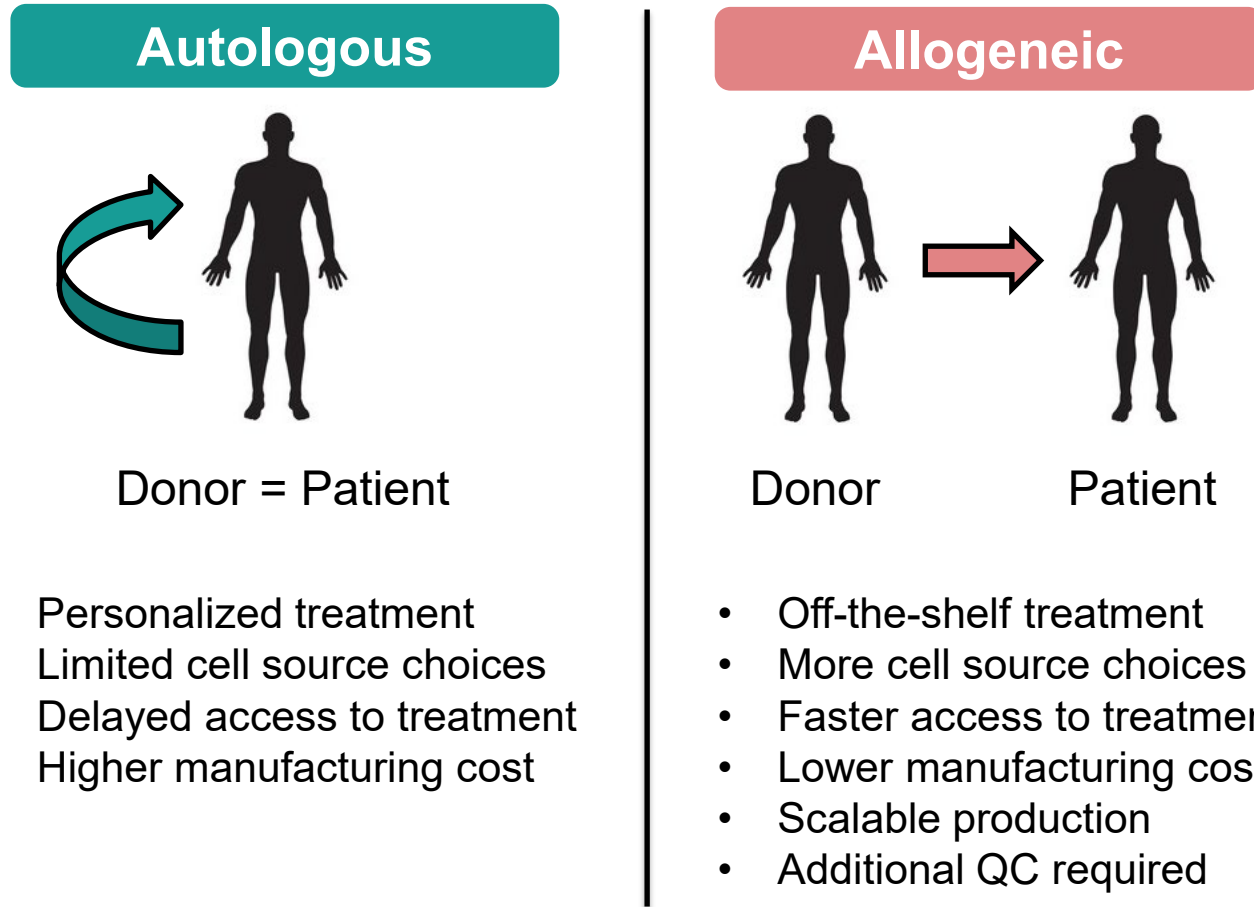 Autologous
Donor = Patient
Personalized treatment
Limited cell source choices
Delayed access to treatment
Higher manufacturing cost
Allogeneic
Donor Patient
• Off-the-shelf treatment
• More cell source choices
• Faster access to
• Lower manufacturing
• Scalable production
• Additional QC required